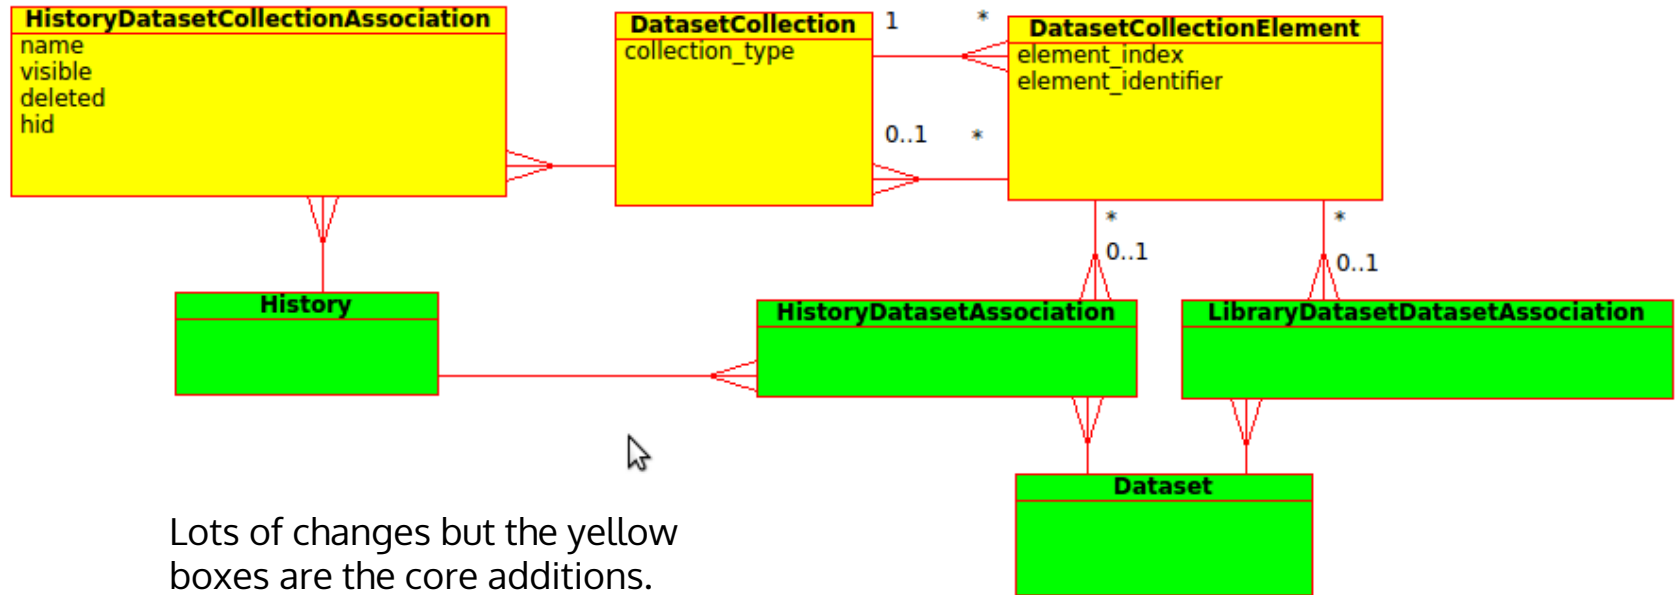 HistoryDatasetCollectionAssociation
name
visible
deleted
hid
DatasetCollection
collection_type
1
*
0..1
*
DatasetCollectionElement
element_index
element_identifier
*
0..1
*
0..1
History
HistoryDatasetAssociation
LibraryDatasetDatasetAssociation
Dataset
Lots of changes but the yellow
boxes are the core additions.